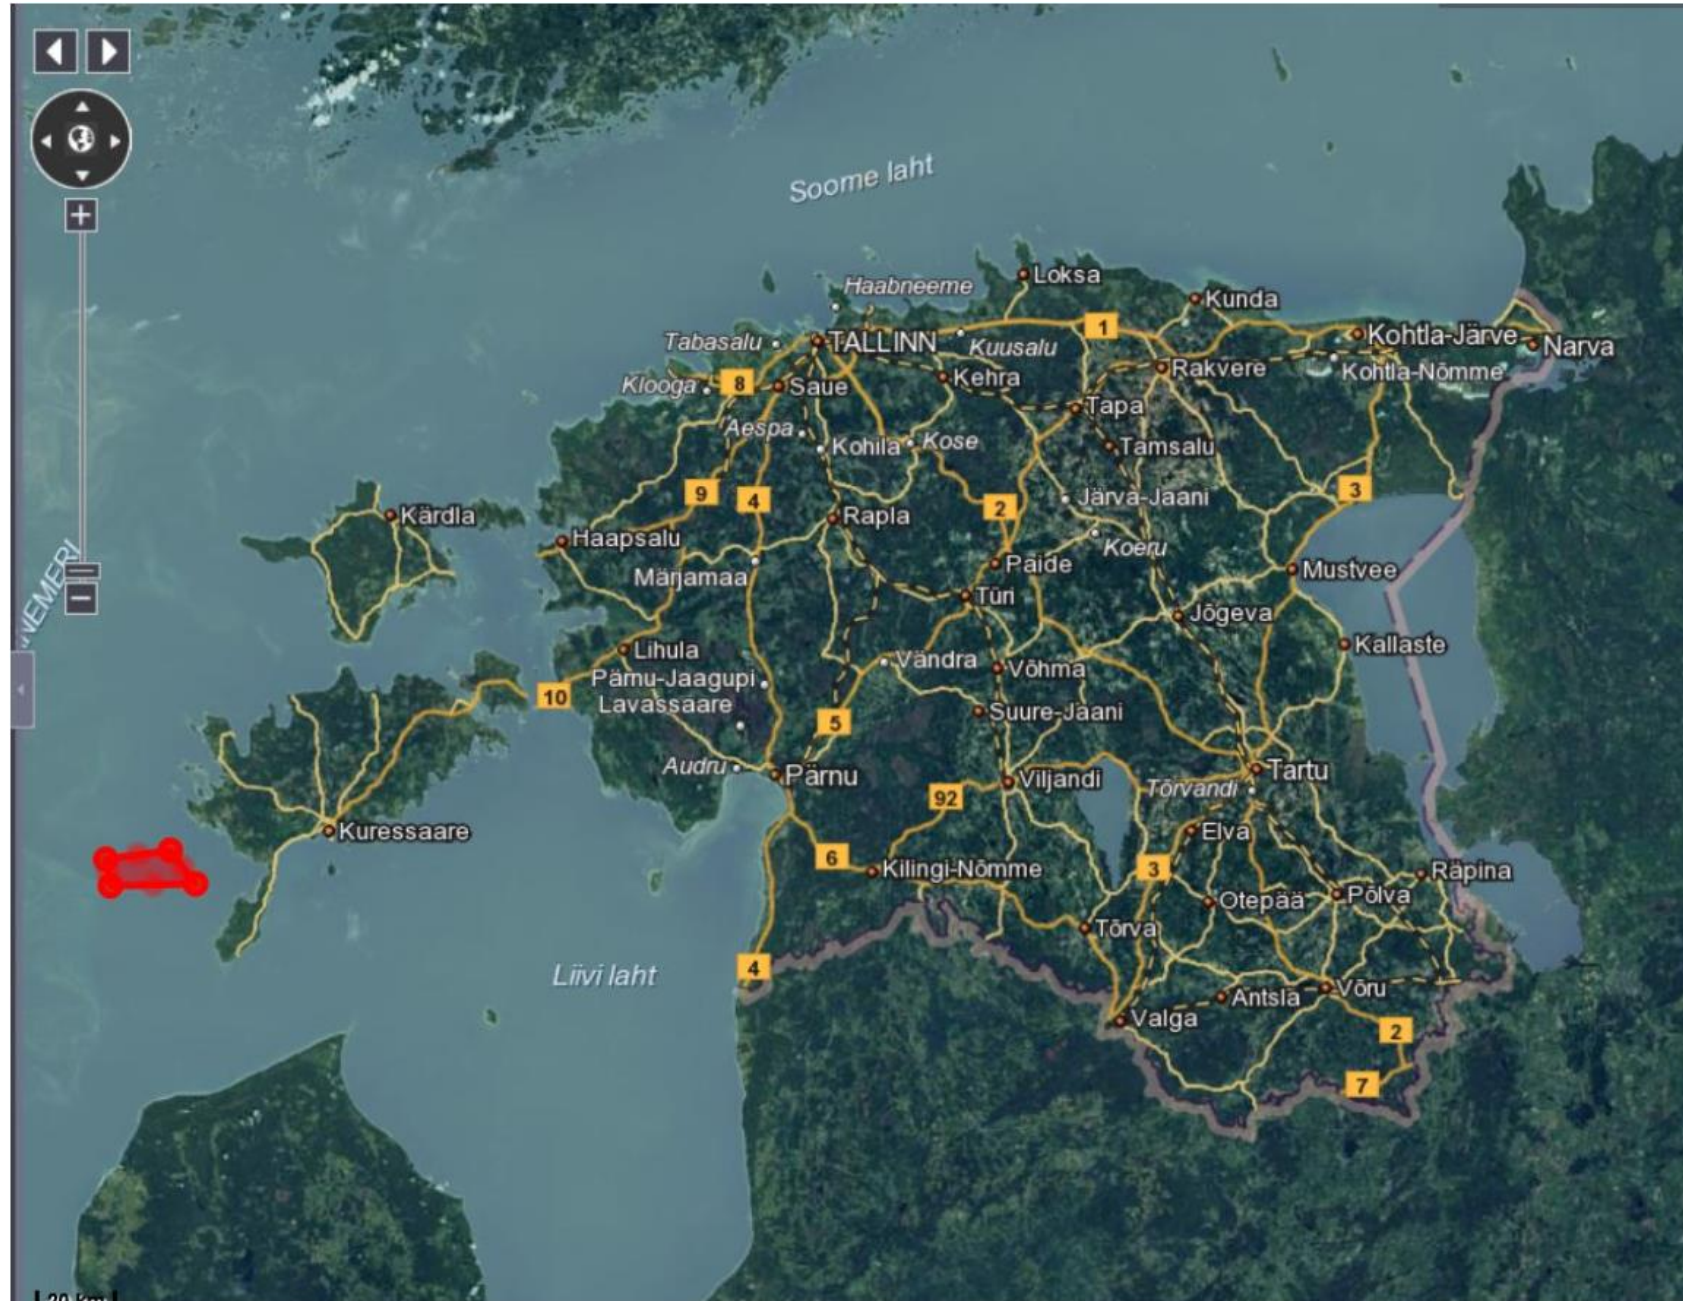 Soome laht
Loksa
Haabneeme
Kunda
1
TALLINN
Kohtla-Järve
Tabasalu
Kuusalu
Narva
Rakvere
Kohtla-Nõmme
Klooga
8
Saue
Kehra
Tapa
Aespa
Kohila
Kose
Tamsalu
9
4
2
Järva-Jaani
3
Kärdla
Rapla
Haapsalu
Koeru
Märjamaa
Paide
Mustvee
NEMERI
Türi
Jõgeva
Lihula
Vändra
Võhma
Kallaste
Pärnu-Jaagupi
10
Lavassaare
5
Suure-Jaani
Audru
Pärnu
Viljandi
Tartu
Tõrvandi
92
Kuressaare
Elva
6
Kilingi-Nõmme
3
Räpina
Otepää
Põlva
Tõrva
4
Liivi laht
Antsla
Võru
Valga
2
7